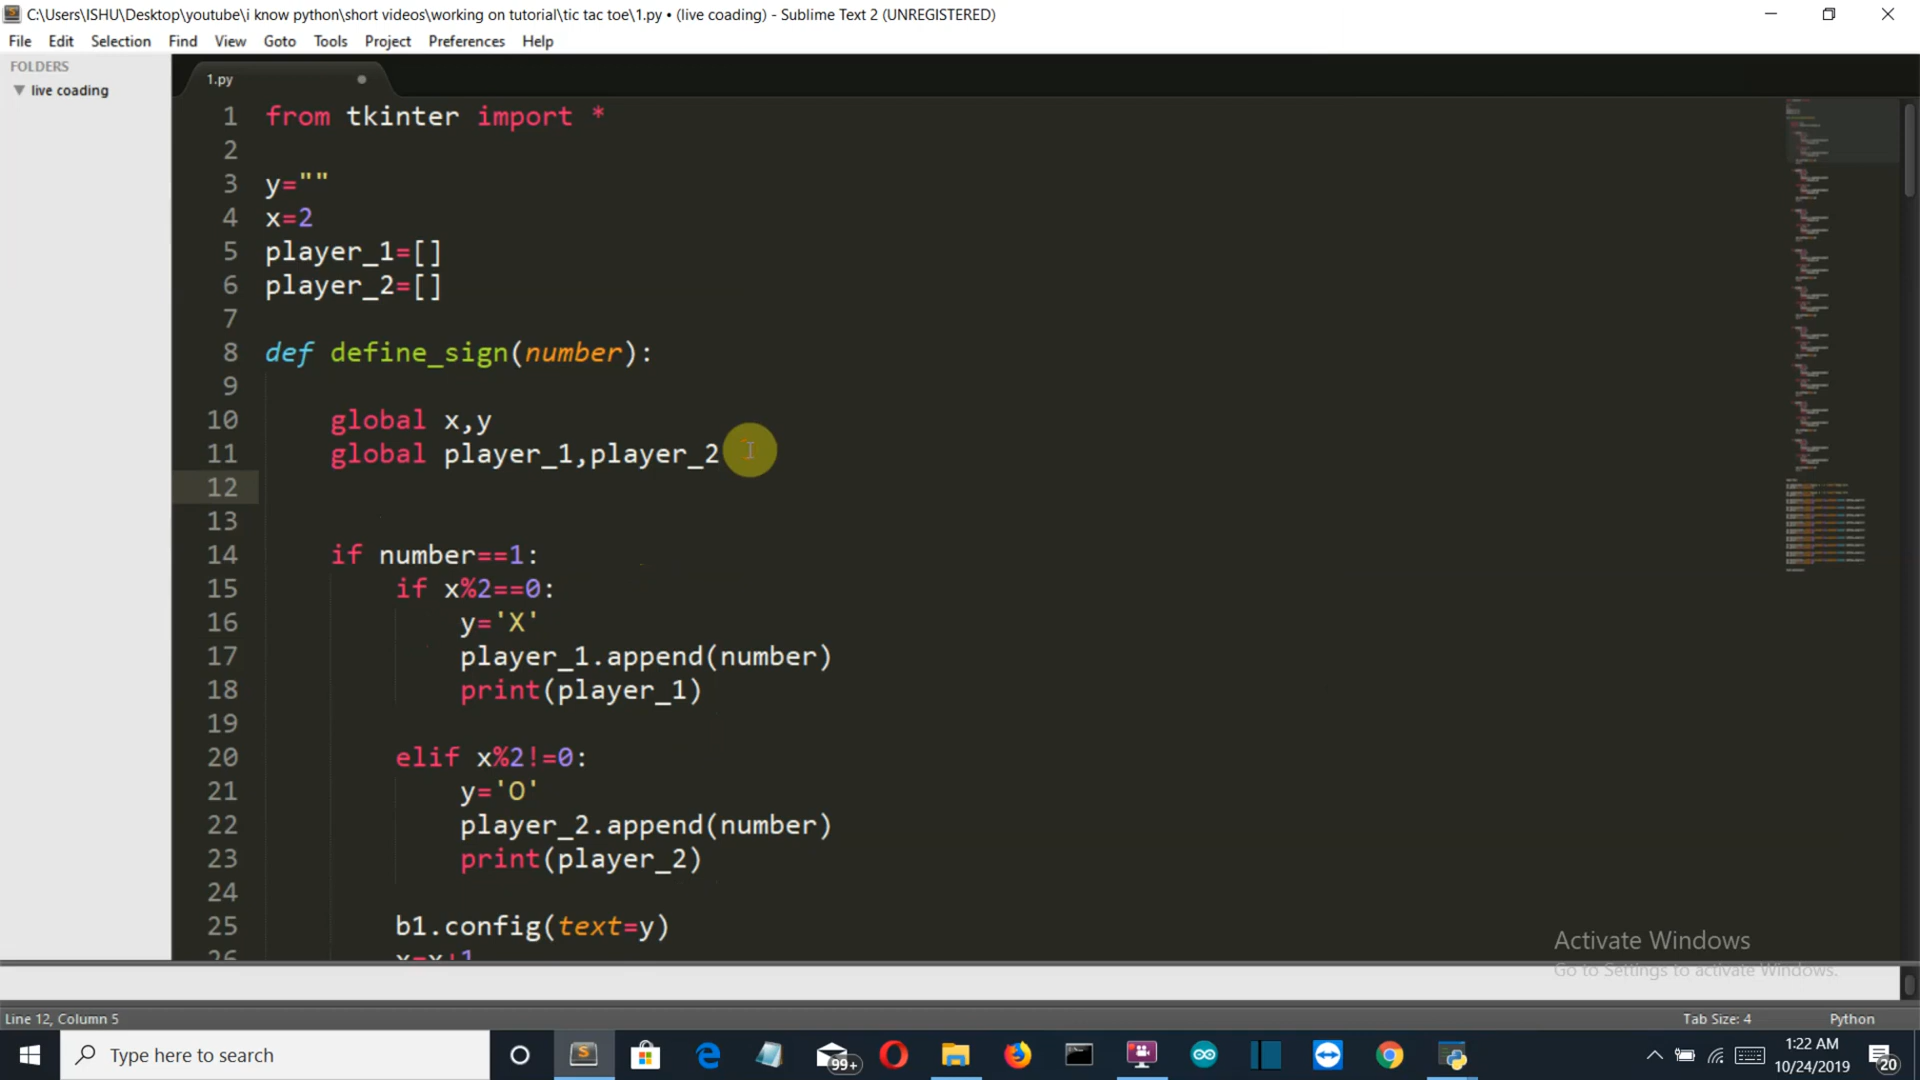 C:\Users\ISHU\Desktop\youtube\i know python\short videos\working on tutorial\tic tac toe\1.py • (live coading) - Sublime Text 2 (UNREGISTERED)
File Edit Selection Find View Goto Tools Project Preferences Help
FOLDERS
live coading
1.py
1 from tkinter import *
2
3 y=""
4 x=2
5 player_1=[]
6 player_2=[]
7
8 def define_sign(number):
9
10 global x,y
11 global player_1,player_2
12
13
14 if number==1:
15 if x%2==0:
16 y='X'
17 player_1.append(number)
18 print(player_1)
19
20 elif x%2!=0:
21 y='O'
22 player_2.append(number)
23 print(player_2)
24
25 b1.config(text=y)
26 x=x+1
Activate Windows
Go to Settings to activate Windows.
Line 12, Column 5
Tab Size: 4
Python
Type here to search
99+
1:22 AM
10/24/2019
20